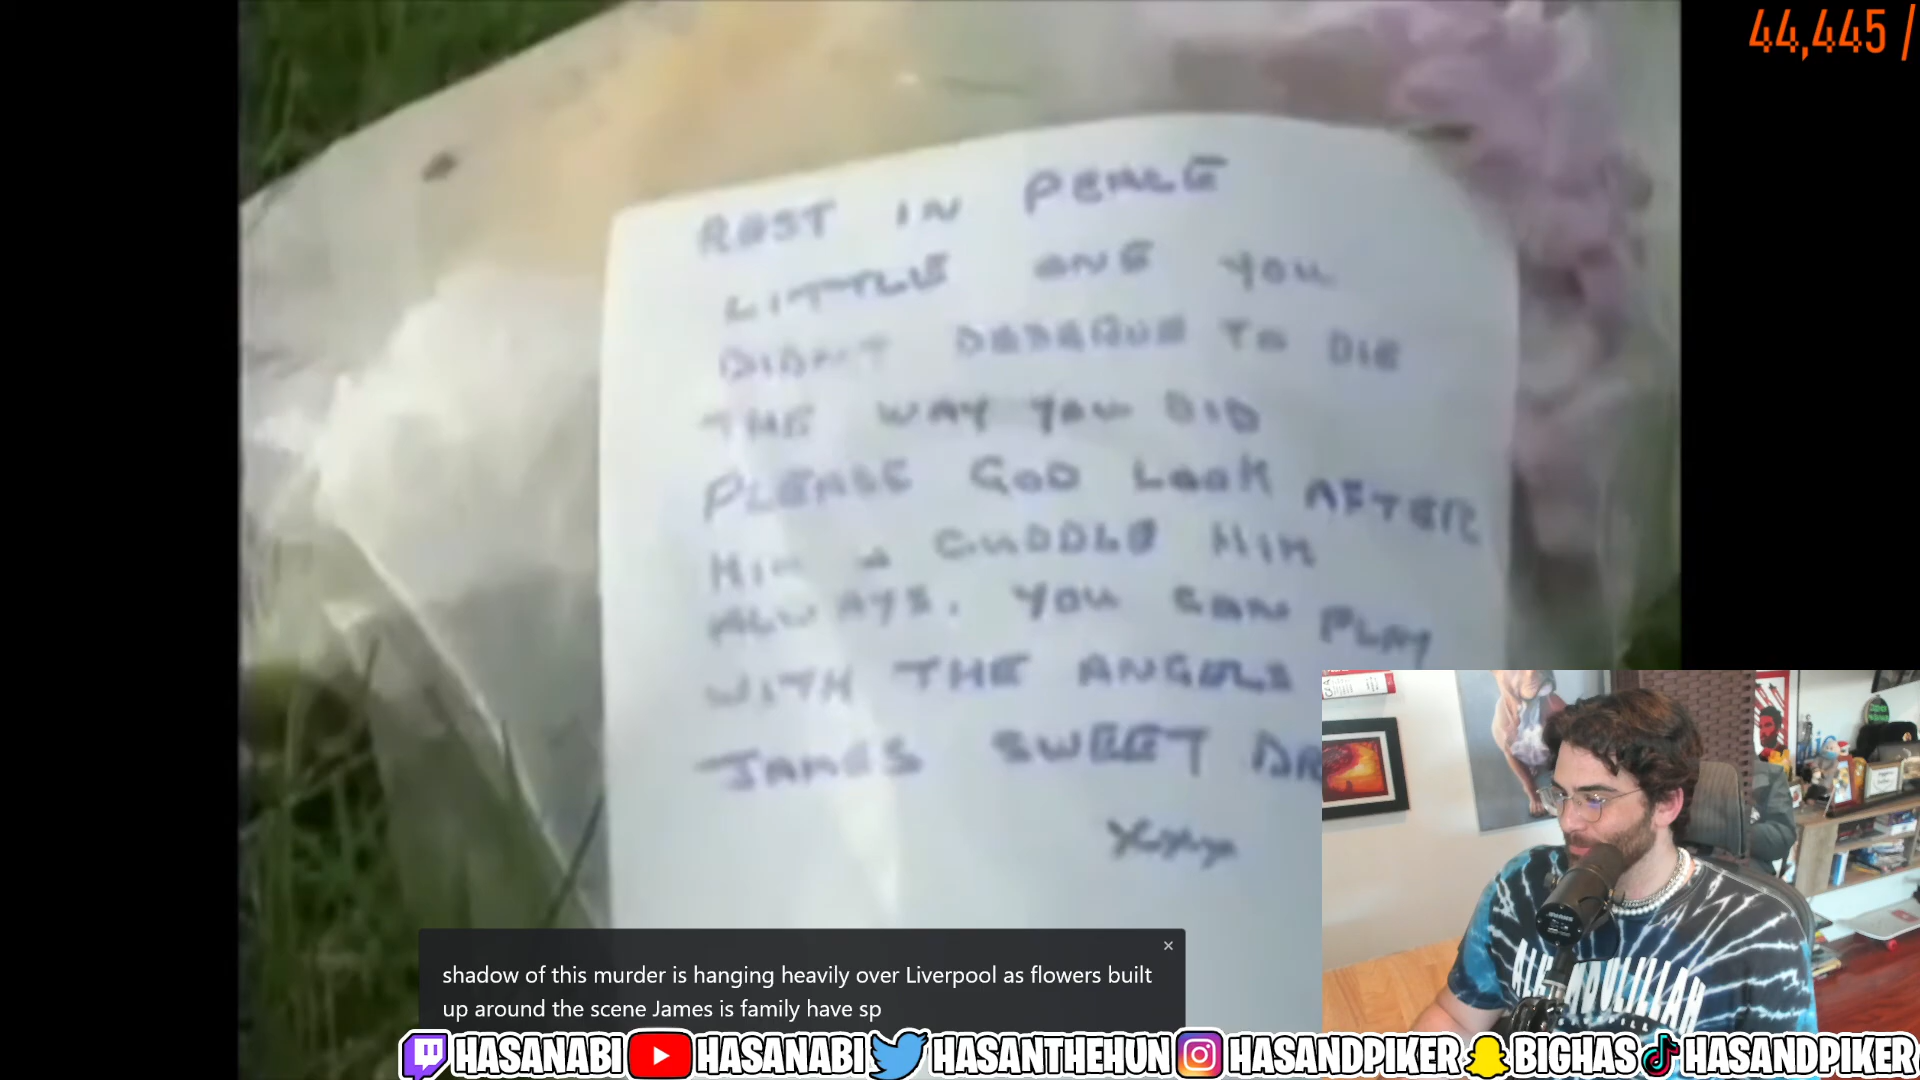 44,445 /
REST IN PEACE
LITTLE ONE YOU
DIDNT DESERVE TO DIE
THE WAY YOU DID
PLEASE GOD LOOK AFTER
HIM & CUDDLE HIM
ALWAYS. YOU CAN PLAY
WITH THE ANGELS
JAMES SWEET DR
xxxx
shadow of this murder is hanging heavily over Liverpool as flowers built
up around the scene James is family have sp
HASANABI HASANABI HASANTHEHUN HASANDPIKER BIGHAS HASANDPIKER